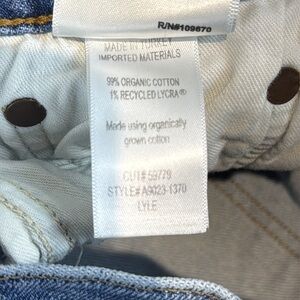 R/N#109670
MADE IN TURKEY
IMPORTED MATERIALS
99% ORGANIC COTTON
1% RECYCLED LYCRA®
Made using organically
grown cotton
CUT# 59779
STYLE# A9023-1370
LYLE